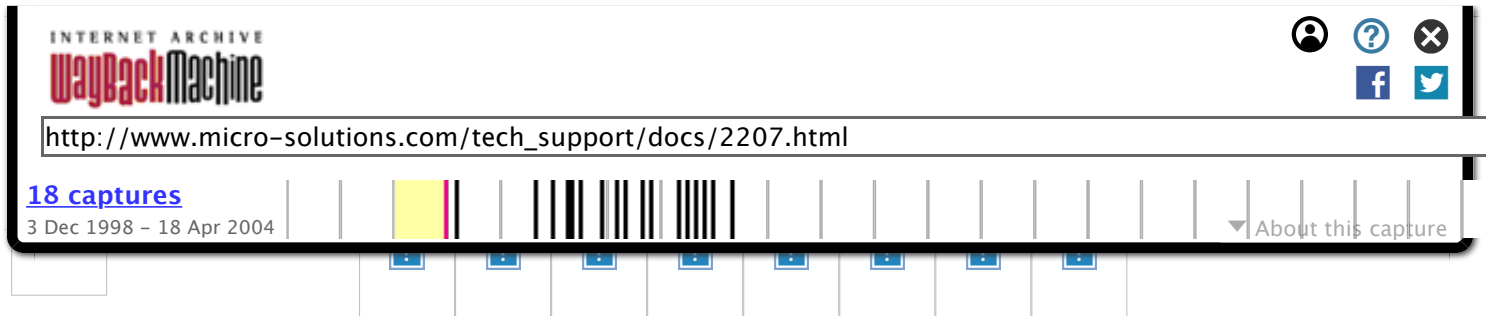 INTERNET ARCHIVE
WayBackMachine
http://www.micro-solutions.com/tech_support/docs/2207.html
18 captures
3 Dec 1998 – 18 Apr 2004
About this capture